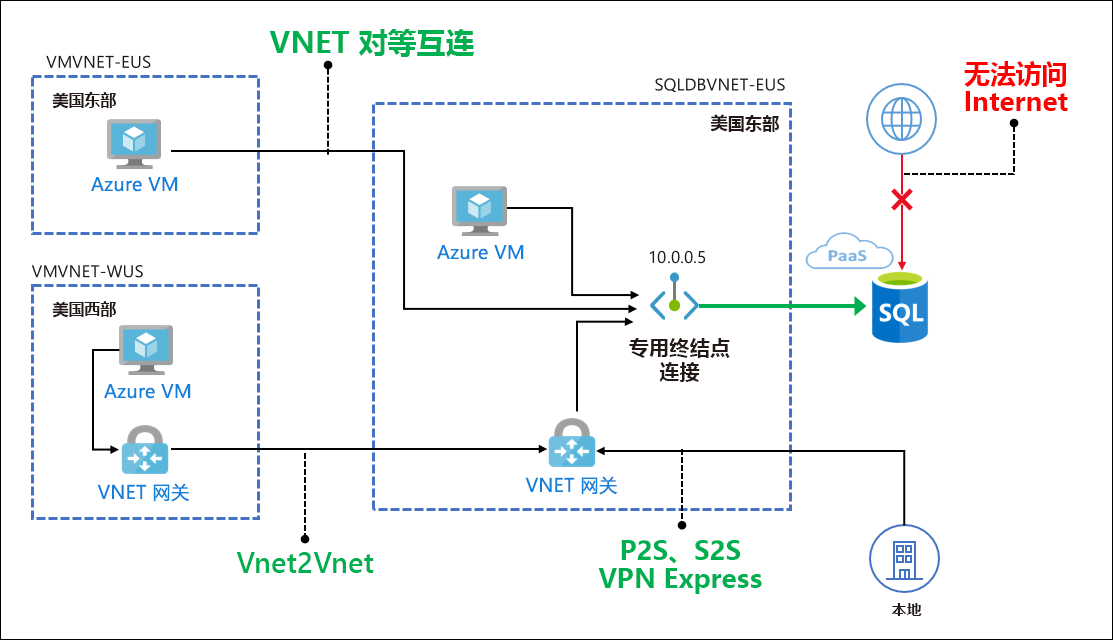 VNET 对等互连
VMVNET-EUS
美国东部
Azure VM
SQLDBVNET-EUS
美国东部
无法访问
Internet
Azure VM
10.0.0.5
专用终结点
连接
PaaS
SQL
VMVNET-WUS
美国西部
Azure VM
VNET 网关
VNET 网关
Vnet2Vnet
P2S、S2S
VPN Express
本地